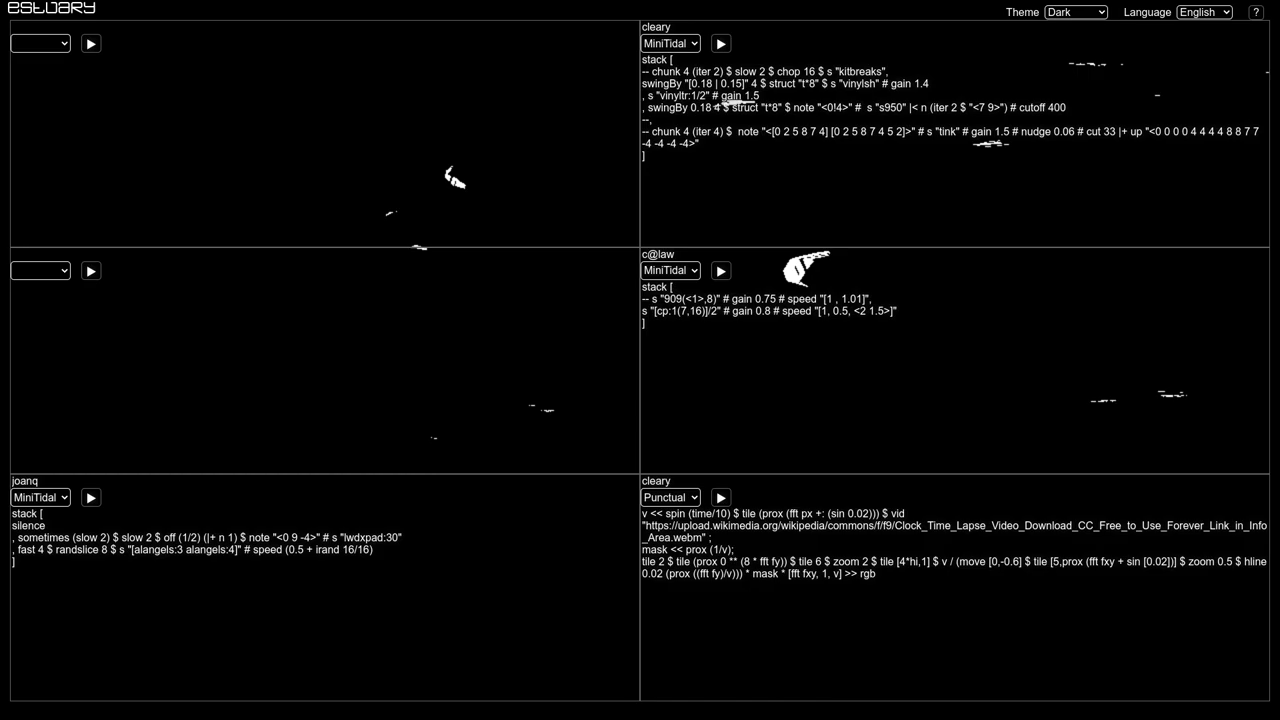 estuary
Theme Dark Language English ?
cleary
MiniTidal
stack [
-- chunk 4 (iter 2) $ slow 2 $ chop 16 $ s "kitbreaks",
swingBy "[0.18 | 0.15]" 4 $ struct "t*8" $ s "vinylsh" # gain 1.4
, s "vinyltr:1/2" # gain 1.5
, swingBy 0.18 4 $ struct "t*8" $ note "<0!4>" #  s "s950" |< n (iter 2 $ "<7 9>") # cutoff 400
--,
-- chunk 4 (iter 4) $  note "<[0 2 5 8 7 4] [0 2 5 8 7 4 5 2]>" # s "tink" # gain 1.5 # nudge 0.06 # cut 33 |+ up "<0 0 0 0 4 4 4 4 8 8 7 7
-4 -4 -4 -4>"
]
c@law
MiniTidal
stack [
-- s "909(<1>,8)" # gain 0.75 # speed "[1 , 1.01]",
s "[cp:1(7,16)]/2" # gain 0.8 # speed "[1, 0.5, <2 1.5>]"
]
joanq
MiniTidal
stack [
silence
, sometimes (slow 2) $ slow 2 $ off (1/2) (|+ n 1) $ note "<0 9 -4>" # s "lwdxpad:30"
, fast 4 $ randslice 8 $ s "[alangels:3 alangels:4]" # speed (0.5 + irand 16/16)
]
cleary
Punctual
v << spin (time/10) $ tile (prox (fft px +: (sin 0.02))) $ vid
"https://upload.wikimedia.org/wikipedia/commons/f/f9/Clock_Time_Lapse_Video_Download_CC_Free_to_Use_Forever_Link_in_Info
_Area.webm" ;
mask << prox (1/v);
tile 2 $ tile (prox 0 ** (8 * fft fy)) $ tile 6 $ zoom 2 $ tile [4*hi,1] $ v / (move [0,-0.6] $ tile [5,prox (fft fxy + sin [0.02])] $ zoom 0.5 $ hline
0.02 (prox ((fft fy)/v))) * mask * [fft fxy, 1, v] >> rgb